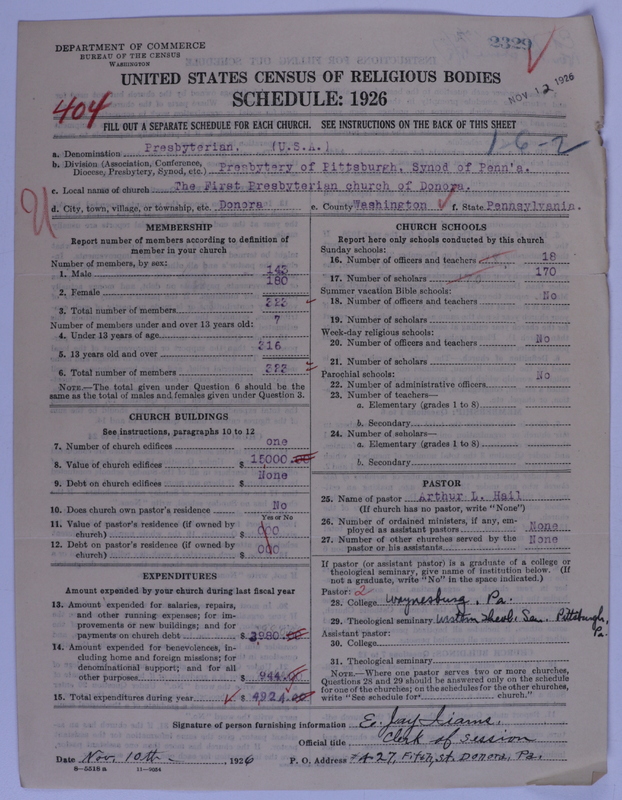 DEPARTMENT OF COMMERCE
BUREAU OF THE CENSUS
WASHINGTON
2329
UNITED STATES CENSUS OF RELIGIOUS BODIES
SCHEDULE: 1926
NOV 12 1926
404
FILL OUT A SEPARATE SCHEDULE FOR EACH CHURCH. SEE INSTRUCTIONS ON THE BACK OF THIS SHEET
1-6-2
a. Denomination Presbyterian. (U.S.A.)
b. Division (Association, Conference, Diocese, Presbytery, Synod, etc.) Presbytery of Pittsburgh, Synod of Penn'a.
c. Local name of church The First Presbyterian church of Donora.
d. City, town, village, or township, etc. Donora e. County Washington f. State Pennsylvania.
MEMBERSHIP
Report number of members according to definition of
member in your church
Number of members, by sex:
1. Male 143
2. Female 180
3. Total number of members 323
Number of members under and over 13 years old:
4. Under 13 years of age 7
5. 13 years old and over 316
6. Total number of members 323
NOTE.—The total given under Question 6 should be the
same as the total of males and females given under Question 3.
CHURCH BUILDINGS
See instructions, paragraphs 10 to 12
7. Number of church edifices one
8. Value of church edifices $ 15000.00
9. Debt on church edifices $ None
10. Does church own pastor's residence No
Yes or No
11. Value of pastor's residence (if owned by
church) $ 000
12. Debt on pastor's residence (if owned by
church) $ 000
EXPENDITURES
Amount expended by your church during last fiscal year
13. Amount expended for salaries, repairs,
and other running expenses; for im-
provements or new buildings; and for
payments on church debt $ 3980.00
14. Amount expended for benevolences, in-
cluding home and foreign missions; for
denominational support; and for all
other purposes $ 944.00
15. Total expenditures during year $ 4924.00
CHURCH SCHOOLS
Report here only schools conducted by this church
Sunday schools:
16. Number of officers and teachers 18
17. Number of scholars 170
Summer vacation Bible schools:
18. Number of officers and teachers No
19. Number of scholars
Week-day religious schools:
20. Number of officers and teachers No
21. Number of scholars
Parochial schools: No
22. Number of administrative officers
23. Number of teachers—
a. Elementary (grades 1 to 8)
b. Secondary
24. Number of scholars—
a. Elementary (grades 1 to 8)
b. Secondary
PASTOR
25. Name of pastor Arthur L. Hail
(If church has no pastor, write "None")
26. Number of ordained ministers, if any, em-
ployed as assistant pastors None
27. Number of other churches served by the
pastor or his assistants None
If pastor (or assistant pastor) is a graduate of a college or
theological seminary, give name of institution below. (If
not a graduate, write "No" in the space indicated.)
Pastor: 2
28. College Waynesburg Pa.
29. Theological seminary Western Theol. Sem. Pittsburgh, Pa.
Assistant pastor:
30. College
31. Theological seminary
NOTE.—Where one pastor serves two or more churches,
Questions 28 and 29 should be answered only on the schedule
for one of the churches; on the schedules for the other churches,
write "See schedule for church."
Signature of person furnishing information E. Jay Iiams.
Official title Clerk of Session
Date Nov. 10th 1926 P. O. Address St. Donora, Pa.
8—5518 a 11—9054